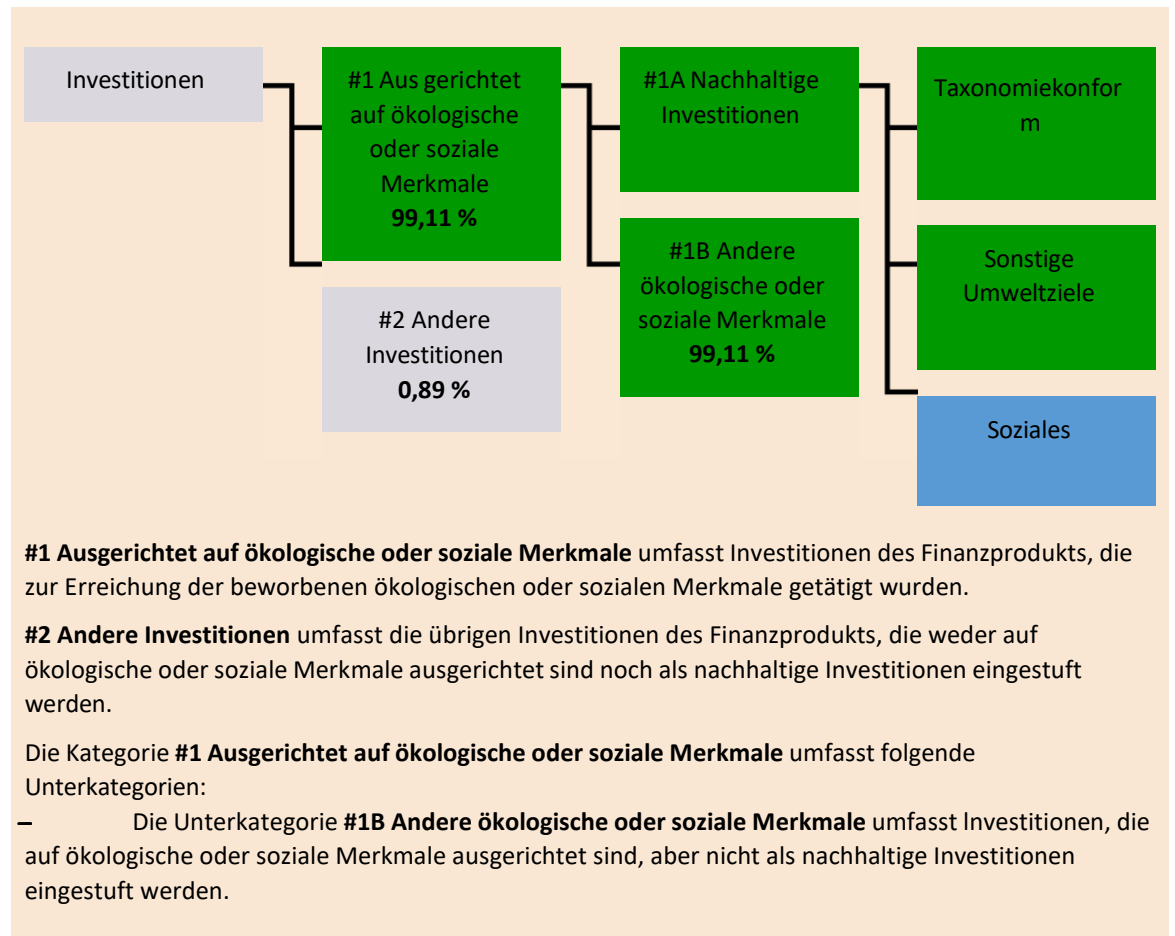 Investitionen
#1 Aus gerichtet
auf ökologische
oder soziale
Merkmale
99,11 %
#2 Andere
Investitionen
0,89 %
#1A Nachhaltige
Investitionen
#1B Andere
ökologische oder
soziale Merkmale
99,11 %
Taxonomiekonfor
m
Sonstige
Umweltziele
Soziales
#1 Ausgerichtet auf ökologische oder soziale Merkmale umfasst Investitionen des Finanzprodukts, die
zur Erreichung der beworbenen ökologischen oder sozialen Merkmale getätigt wurden.
#2 Andere Investitionen umfasst die übrigen Investitionen des Finanzprodukts, die weder auf
ökologische oder soziale Merkmale ausgerichtet sind noch als nachhaltige Investitionen eingestuft
werden.
Die Kategorie #1 Ausgerichtet auf ökologische oder soziale Merkmale umfasst folgende
Unterkategorien:
– Die Unterkategorie #1B Andere ökologische oder soziale Merkmale umfasst lnvestitionen, die
auf ökologische oder soziale Merkmale ausgerichtet sind, aber nicht als nachhaltige Investitionen
eingestuft werden.